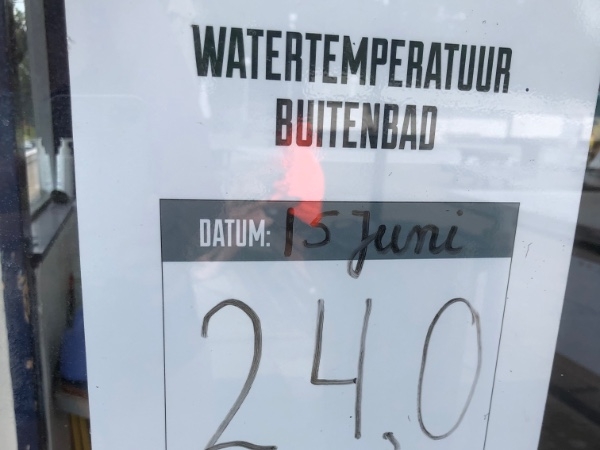 WATERTEMPERATUUR
BUITENBAD
DATUM: 15 Juni
24,0